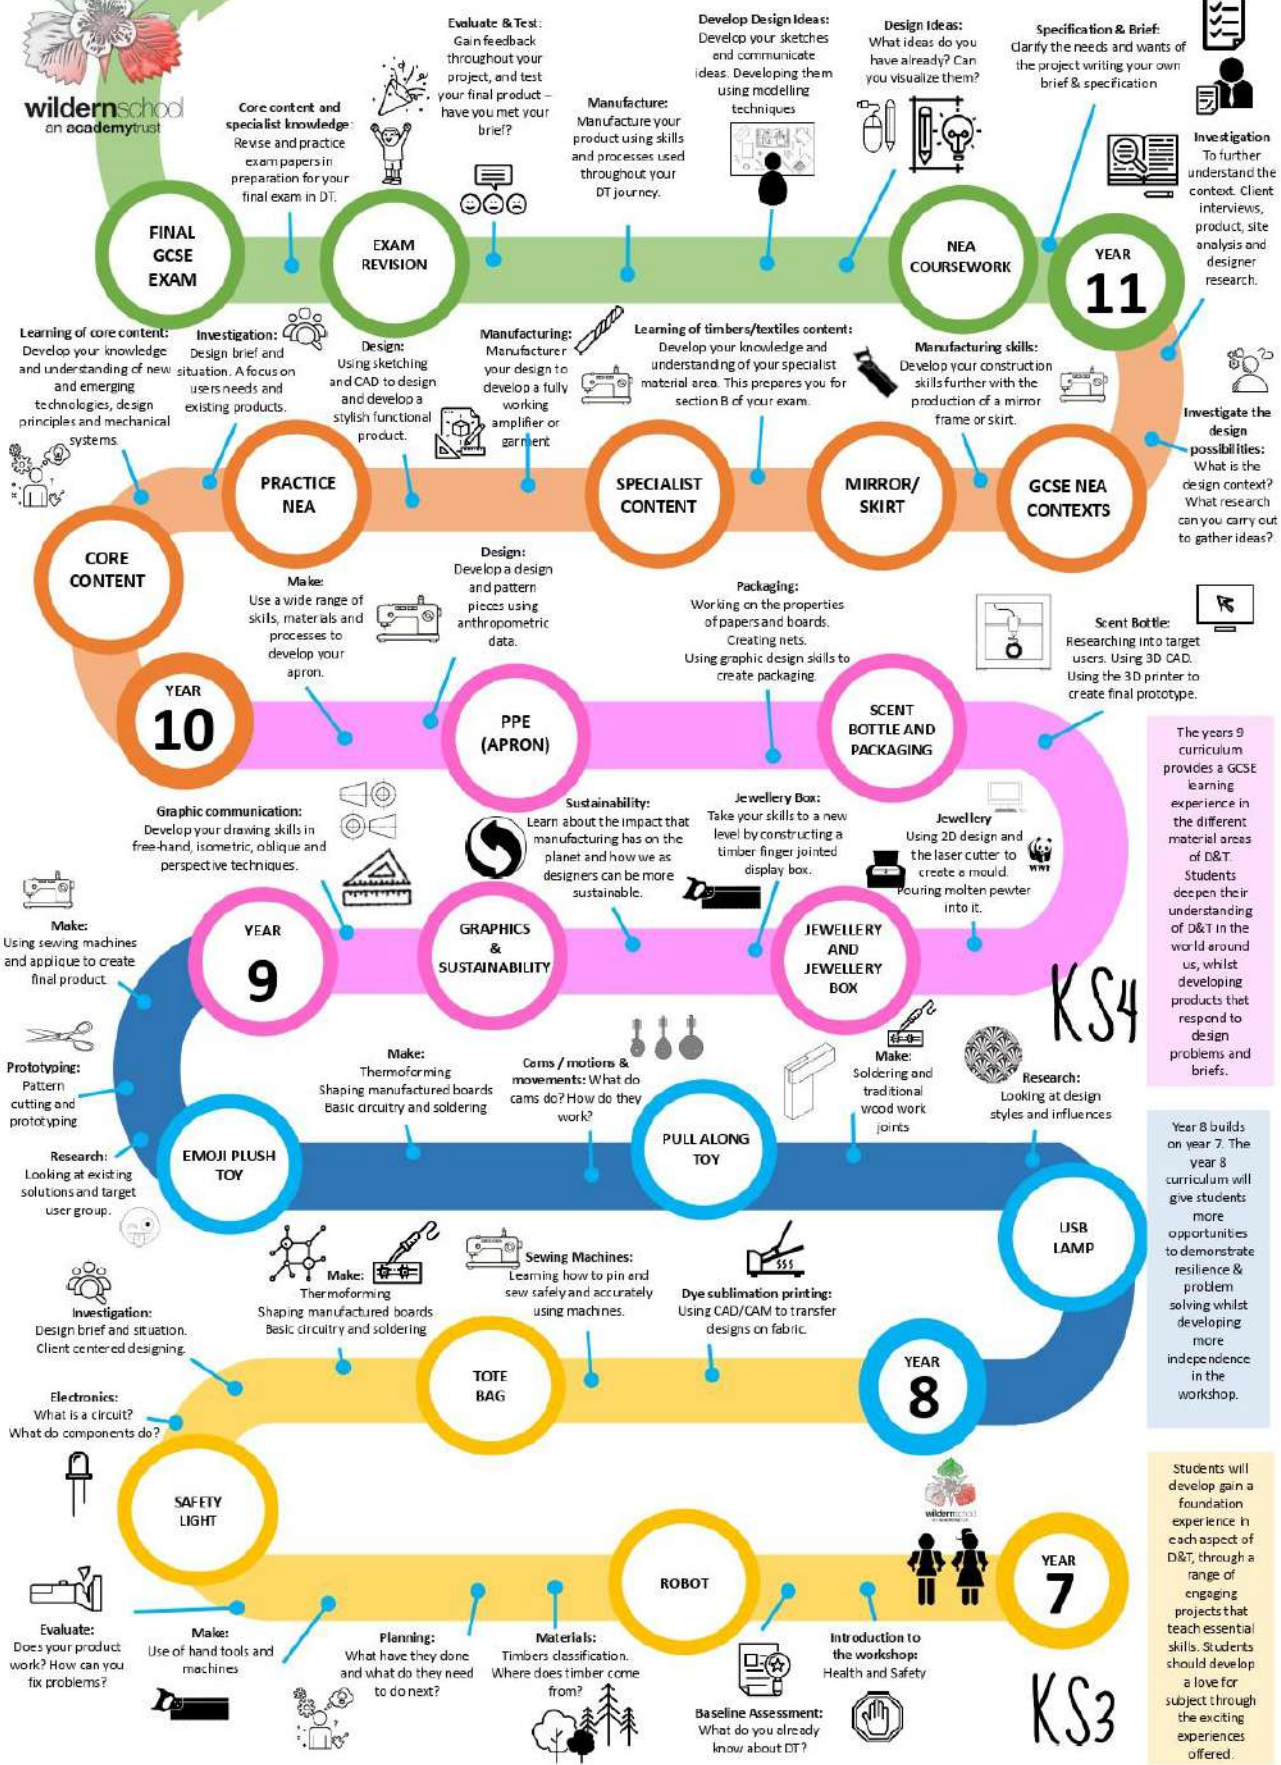 wildernschool
an academytrust
Core content and
specialist knowledge:
Revise and practice
exam papers in
preparation for your
final exam in DT.
Evaluate & Test:
Gain feedback
throughout your
project, and test
your final product –
have you met your
brief?
Manufacture:
Manufacture your
product using skills
and processes used
throughout your
DT journey.
Develop Design Ideas:
Develop your sketches
and communicate
ideas. Developing them
using modelling
techniques
Design Ideas:
What ideas do you
have already? Can
you visualize them?
Specification & Brief:
Clarify the needs and wants of
the project writing your own
brief & specification
Investigation
To further
understand the
context. Client
interviews,
product, site
analysis and
designer
research.
FINAL
GCSE
EXAM
EXAM
REVISION
NEA
COURSEWORK
YEAR
11
Learning of core content:
Develop your knowledge
and understanding of new
and emerging
technologies, design
principles and mechanical
systems.
Investigation:
Design brief and
situation. A focus on
users needs and
existing products.
Design:
Using sketching
and CAD to design
and develop a
stylish functional
product.
Manufacturing:
Manufacturer
your design to
develop a fully
working
amplifier or
garment
Learning of timbers/textiles content:
Develop your knowledge and
understanding of your specialist
material area. This prepares you for
section B of your exam.
Manufacturing skills:
Develop your construction
skills further with the
production of a mirror
frame or skirt.
Investigate the
design
possibilities:
What is the
design context?
What research
can you carry out
to gather ideas?
CORE
CONTENT
PRACTICE
NEA
SPECIALIST
CONTENT
MIRROR/
SKIRT
GCSE NEA
CONTEXTS
Make:
Use a wide range of
skills, materials and
processes to
develop your
apron.
Design:
Develop a design
and pattern
pieces using
anthropometric
data.
Packaging:
Working on the properties
of papers and boards.
Creating nets.
Using graphic design skills to
create packaging.
Scent Bottle:
Researching into target
users. Using 3D CAD.
Using the 3D printer to
create final prototype.
YEAR
10
PPE
(APRON)
SCENT
BOTTLE AND
PACKAGING
The years 9
curriculum
provides a GCSE
learning
experience in
the different
material areas
of D&T.
Students
deepen their
understanding
of D&T in the
world around
us, whilst
developing
products that
respond to
design
problems and
briefs.
Graphic communication:
Develop your drawing skills in
free-hand, isometric, oblique and
perspective techniques.
Sustainability:
Learn about the impact that
manufacturing has on the
planet and how we as
designers can be more
sustainable.
Jewellery Box:
Take your skills to a new
level by constructing a
timber finger jointed
display box.
Jewellery
Using 2D design and
the laser cutter to
create a mould.
Pouring molten pewter
into it.
WWF
YEAR
9
GRAPHICS
&
SUSTAINABILITY
JEWELLERY
AND
JEWELLERY
BOX
KS4
Make:
Using sewing machines
and applique to create
final product.
Prototyping:
Pattern
cutting and
prototyping
Research:
Looking at existing
solutions and target
user group.
Make:
Thermoforming
Shaping manufactured boards
Basic circuitry and soldering
Cams / motions &
movements: What do
cams do? How do they
work?
Make:
Soldering and
traditional
wood work
joints
Research:
Looking at design
styles and influences
EMOJI PLUSH
TOY
PULL ALONG
TOY
USB
LAMP
Year 8 builds
on year 7. The
year 8
curriculum will
give students
more
opportunities
to demonstrate
resilience &
problem
solving whilst
developing
more
independence
in the
workshop.
Investigation:
Design brief and situation.
Client centered designing.
Make:
Thermoforming
Shaping manufactured boards
Basic circuitry and soldering
Sewing Machines:
Learning how to pin and
sew safely and accurately
using machines.
$$$
Dye sublimation printing:
Using CAD/CAM to transfer
designs on fabric.
Electronics:
What is a circuit?
What do components do?
TOTE
BAG
YEAR
8
SAFETY
LIGHT
wildernschool
ROBOT
YEAR
7
Students will
develop gain a
foundation
experience in
each aspect of
D&T, through a
range of
engaging
projects that
teach essential
skills. Students
should develop
a love for
subject through
the exciting
experiences
offered.
Evaluate:
Does your product
work? How can you
fix problems?
Make:
Use of hand tools and
machines
Planning:
What have they done
and what do they need
to do next?
Materials:
Timbers classification.
Where does timber come
from?
Baseline Assessment:
What do you already
know about DT?
Introduction to
the workshop:
Health and Safety
KS3